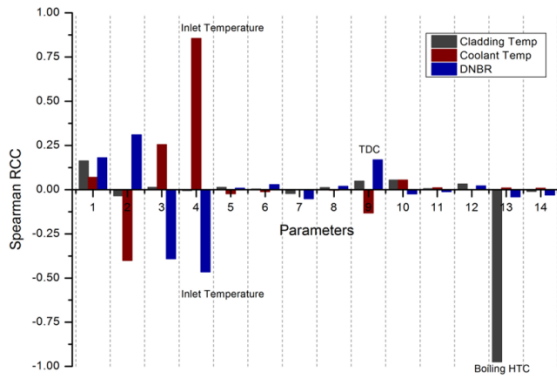 1.00
Inlet Temperature
Cladding Temp
Coolant Temp
DNBR
0.75
0.50
0.25
TDC
0.00
1 2 3 4 5 6 7 8 9 10 11 12 13 14
Parameters
Spearman RCC
-0.25
-0.50
Inlet Temperature
-0.75
-1.00
Boiling HTC